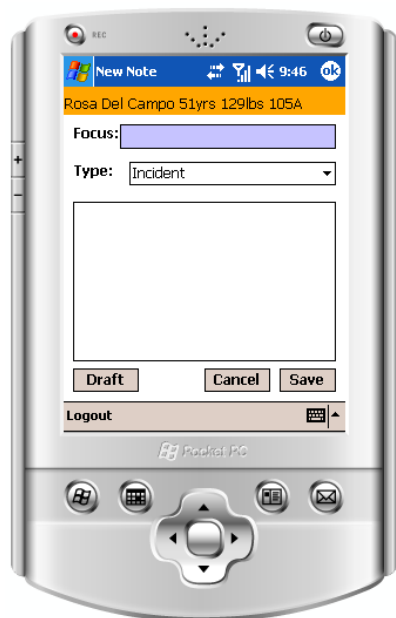 REC
New Note 9:46 ok
Rosa Del Campo 51yrs 129lbs 105A
Focus:
Type: Incident
Draft Cancel Save
Logout
Pocket PC
+
−